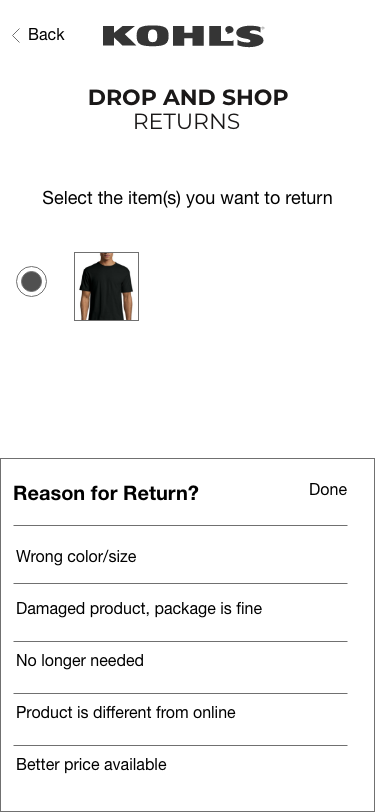 Back
KOHL'S
DROP AND SHOP
RETURNS
Select the item(s) you want to return
Reason for Return?
Done
Wrong color/size
Damaged product, package is fine
No longer needed
Product is different from online
Better price available